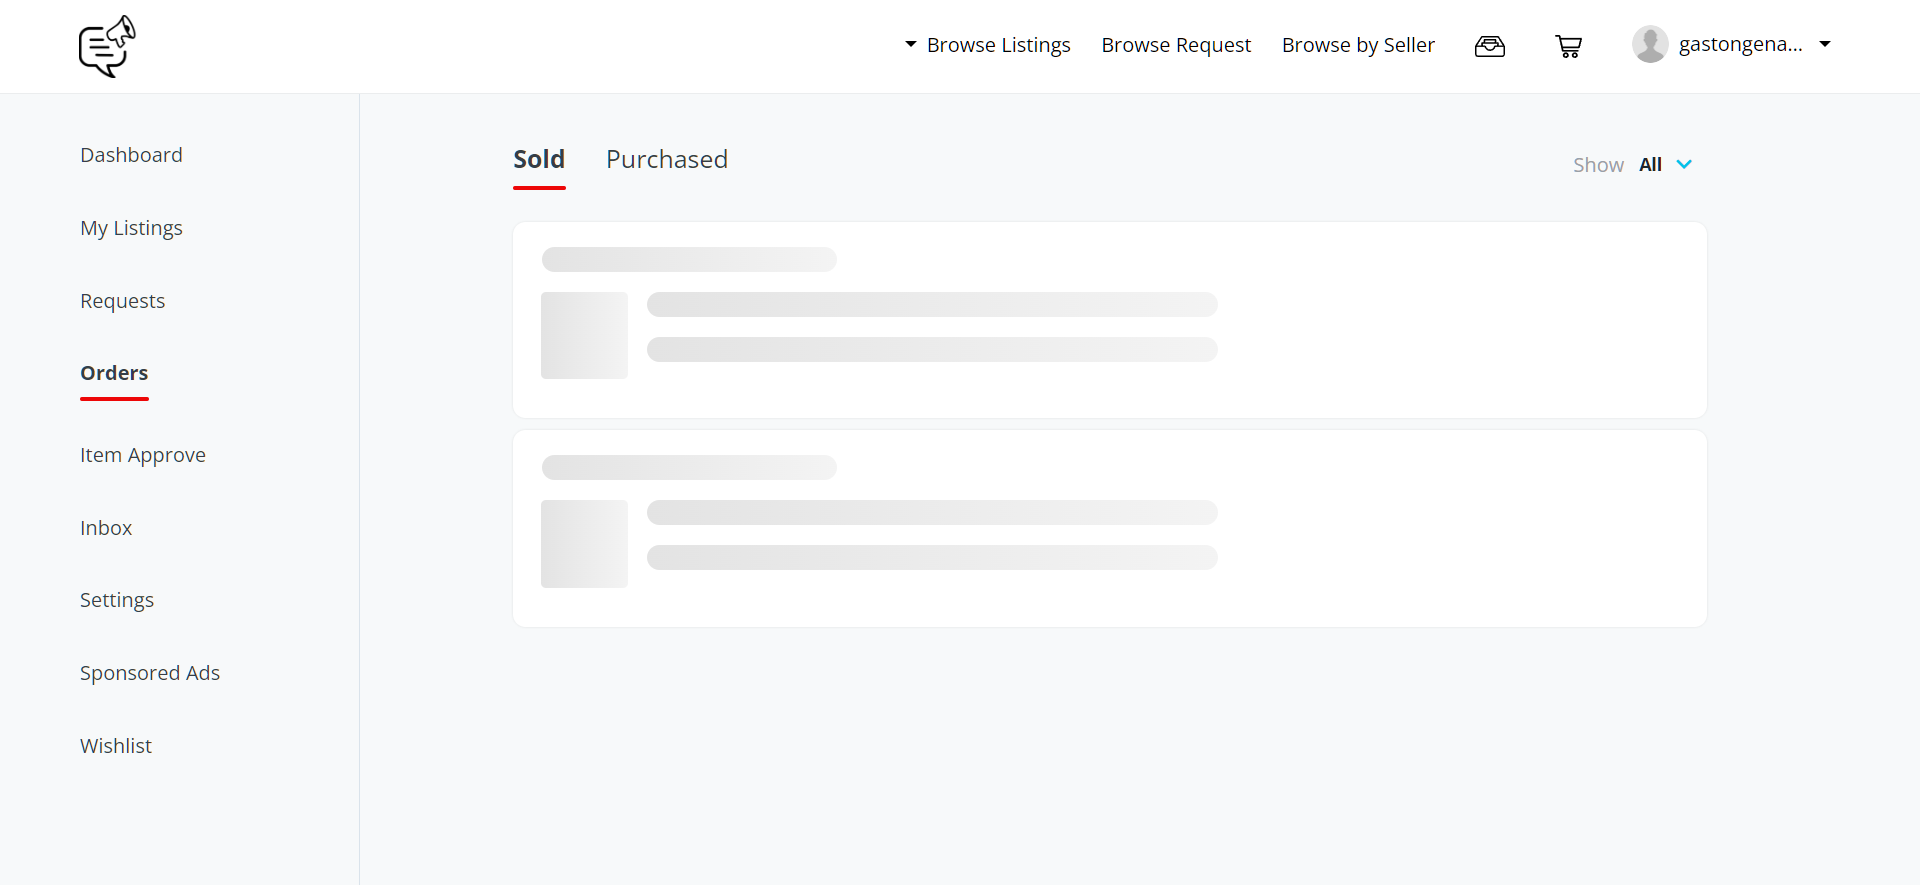 Browse Listings
Browse Request
Browse by Seller
gastongena...
Dashboard
My Listings
Requests
Orders
Item Approve
Inbox
Settings
Sponsored Ads
Wishlist
Sold
Purchased
Show All